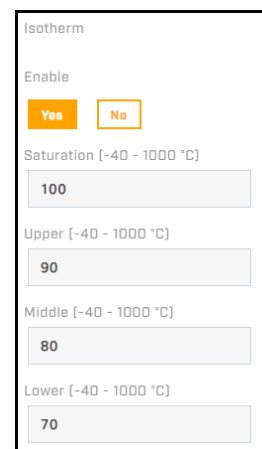 Isotherm
Enable
Yes No
Saturation (-40 - 1000 °C)
100
Upper (-40 - 1000 °C)
90
Middle (-40 - 1000 °C)
80
Lower (-40 - 1000 °C)
70